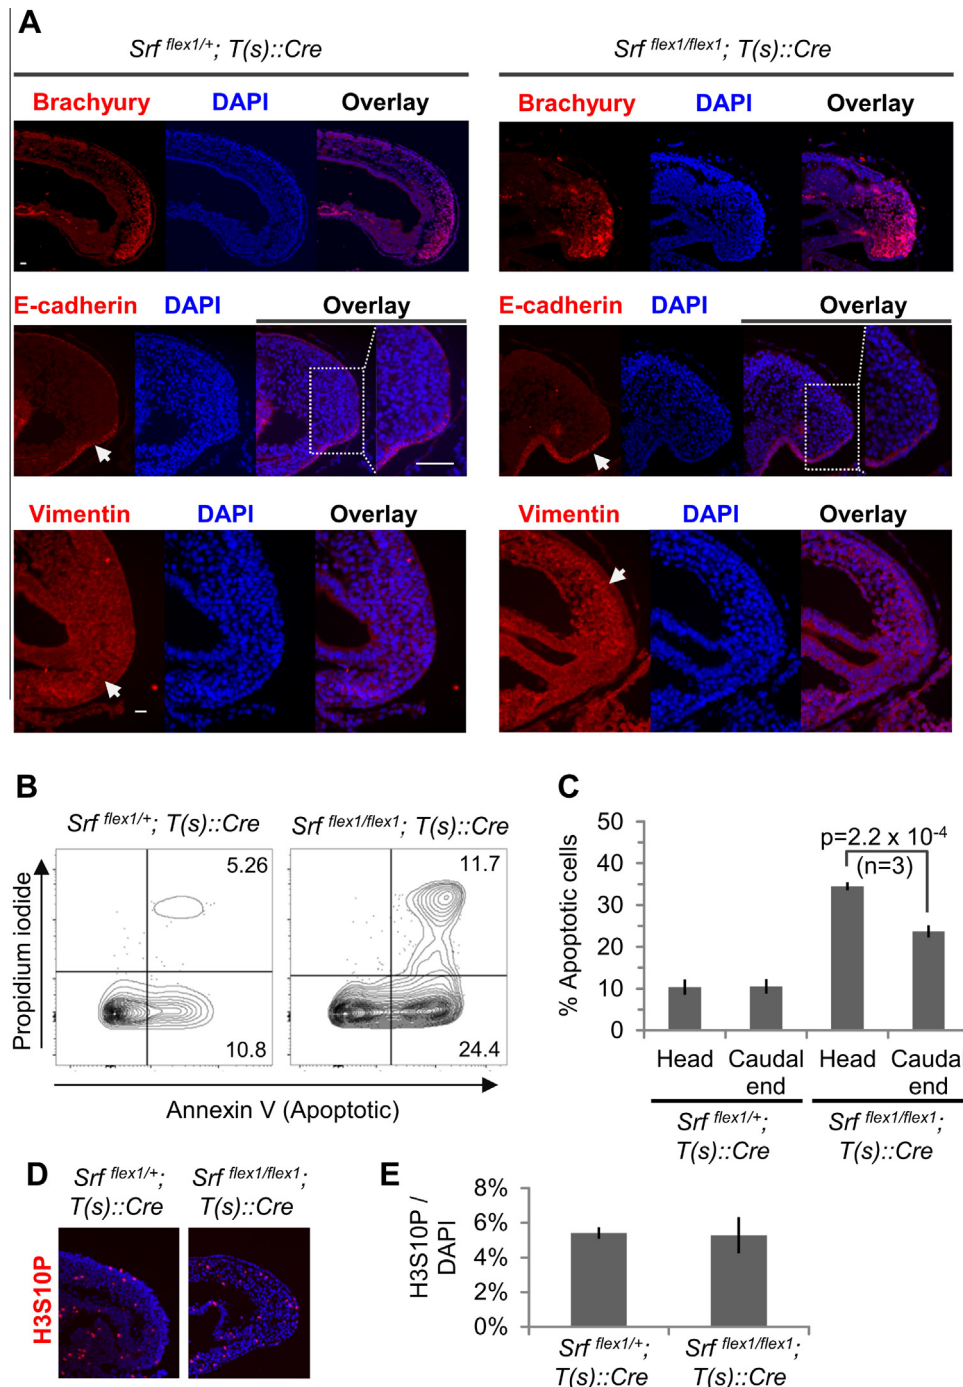 A
Srf flex1/+; T(s)::Cre
Srf flex1/flex1; T(s)::Cre
Brachyury DAPI Overlay
Brachyury DAPI Overlay
E-cadherin DAPI Overlay
E-cadherin DAPI Overlay
Vimentin DAPI Overlay
Vimentin DAPI Overlay
B
Srf flex1/+; T(s)::Cre
Srf flex1/flex1; T(s)::Cre
Propidium iodide
5.26
10.8
11.7
24.4
Annexin V (Apoptotic)
C
% Apoptotic cells
50
40
30
20
10
0
p=2.2 x 10-4
(n=3)
Head
Caudal
end
Head
Cauda
end
Srf flex1/+;
T(s)::Cre
Srf flex1/flex1;
T(s)::Cre
D
Srf flex1/+;
T(s)::Cre
Srf flex1/flex1;
T(s)::Cre
H3S10P
E
H3S10P /
DAPI
8%
6%
4%
2%
0%
Srf flex1/+;
T(s)::Cre
Srf flex1/flex1;
T(s)::Cre